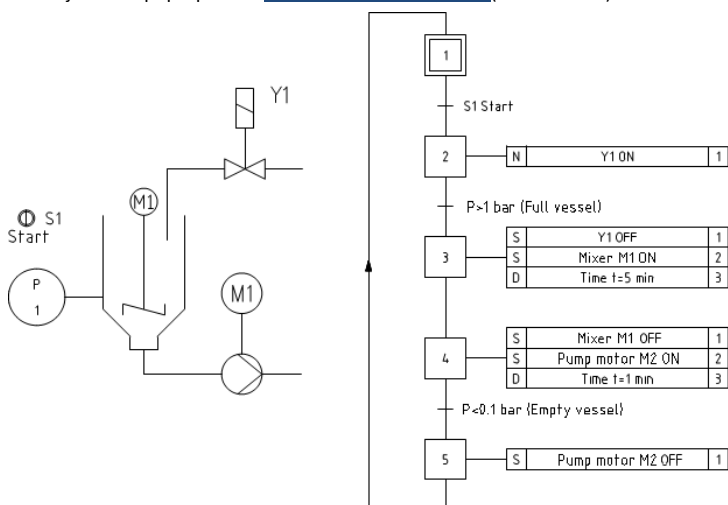 Y1
M1
S1
Start
P
1
M1
1
S1 Start
2
N Y1 ON 1
P>1 bar (Full vessel)
3
S Y1 OFF 1
S Mixer M1 ON 2
D Time t=5 min 3
4
S Mixer M1 OFF 1
S Pump motor M2 ON 2
D Time t=1 min 3
P<0.1 bar (Empty vessel)
5
S Pump motor M2 OFF 1